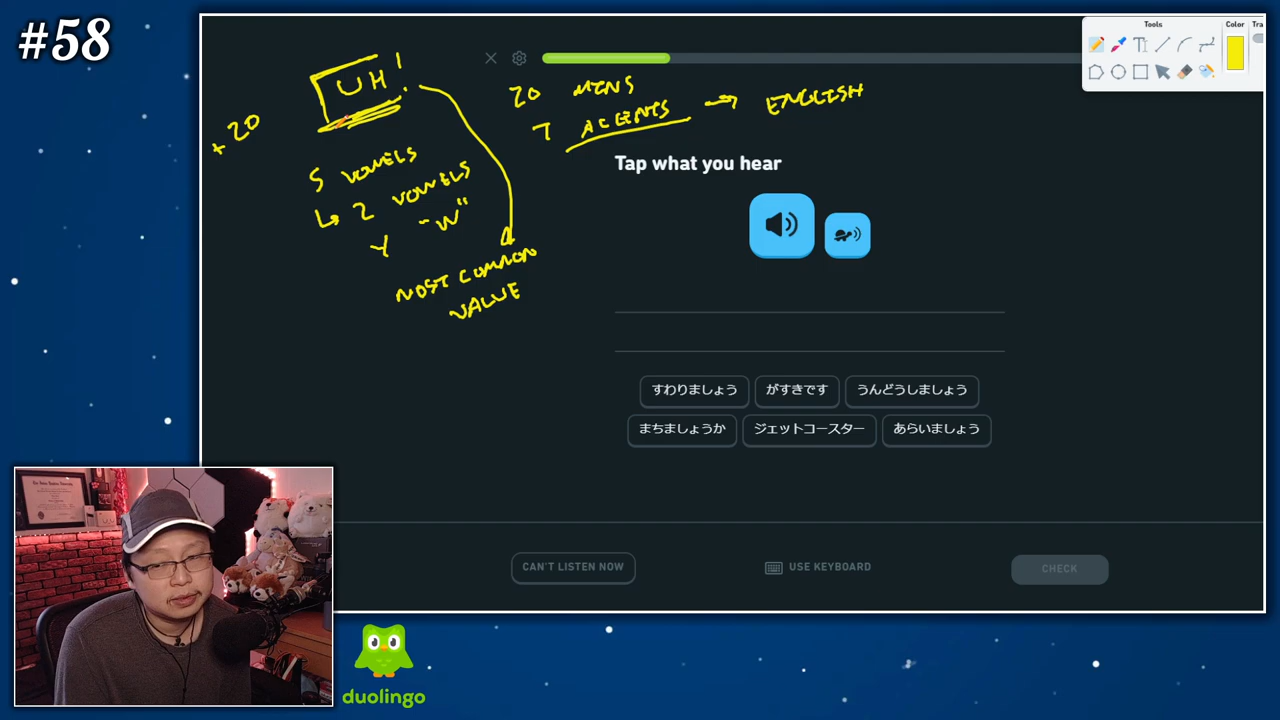 #58
UH!
+20
5 VOWELS
↳ 2 VOWELS
Y "W"
MOST COMMON
VALUE
20 MINS
7 ACCENTS → ENGLISH
Tools
Color
Tra
Tap what you hear
すわりましょう
がすきです
うんどうしましょう
まちましょうか
ジェットコースター
あらいましょう
CAN'T LISTEN NOW
USE KEYBOARD
CHECK
duolingo